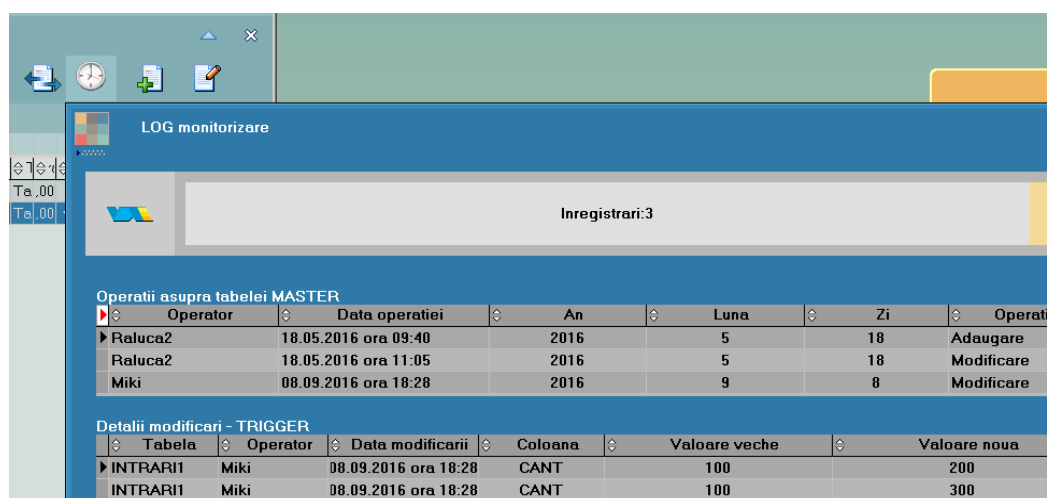 LOG monitorizare
Ta ,00
Ta ,00
Inregistrari:3
Operatii asupra tabelei MASTER
Operator Data operatiei An Luna Zi Operati
Raluca2 18.05.2016 ora 09:40 2016 5 18 Adaugare
Raluca2 18.05.2016 ora 11:05 2016 5 18 Modificare
Miki 08.09.2016 ora 18:28 2016 9 8 Modificare
Detalii modificari - TRIGGER
Tabela Operator Data modificarii Coloana Valoare veche Valoare noua
INTRARI1 Miki 08.09.2016 ora 18:28 CANT 100 200
INTRARI1 Miki 08.09.2016 ora 18:28 CANT 100 300